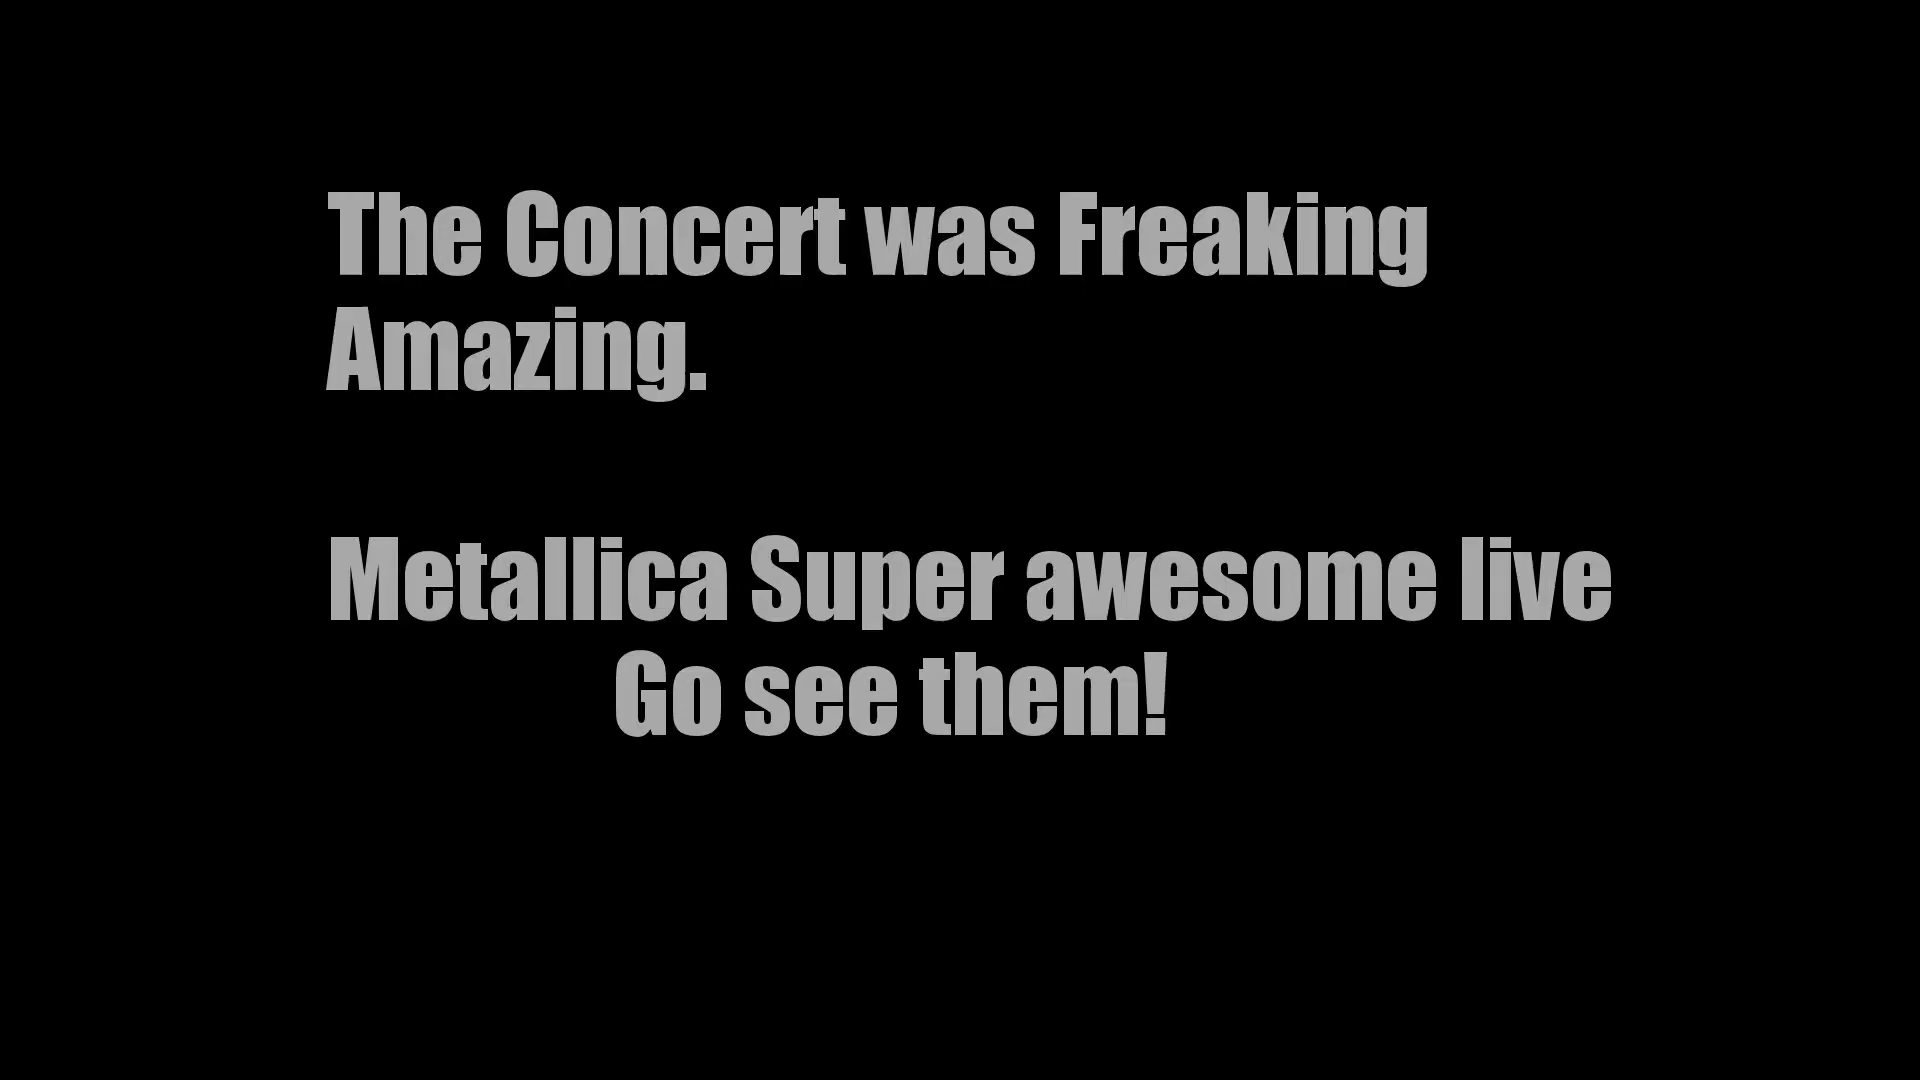 The Concert was Freaking
Amazing.
Metallica Super awesome live
Go see them!